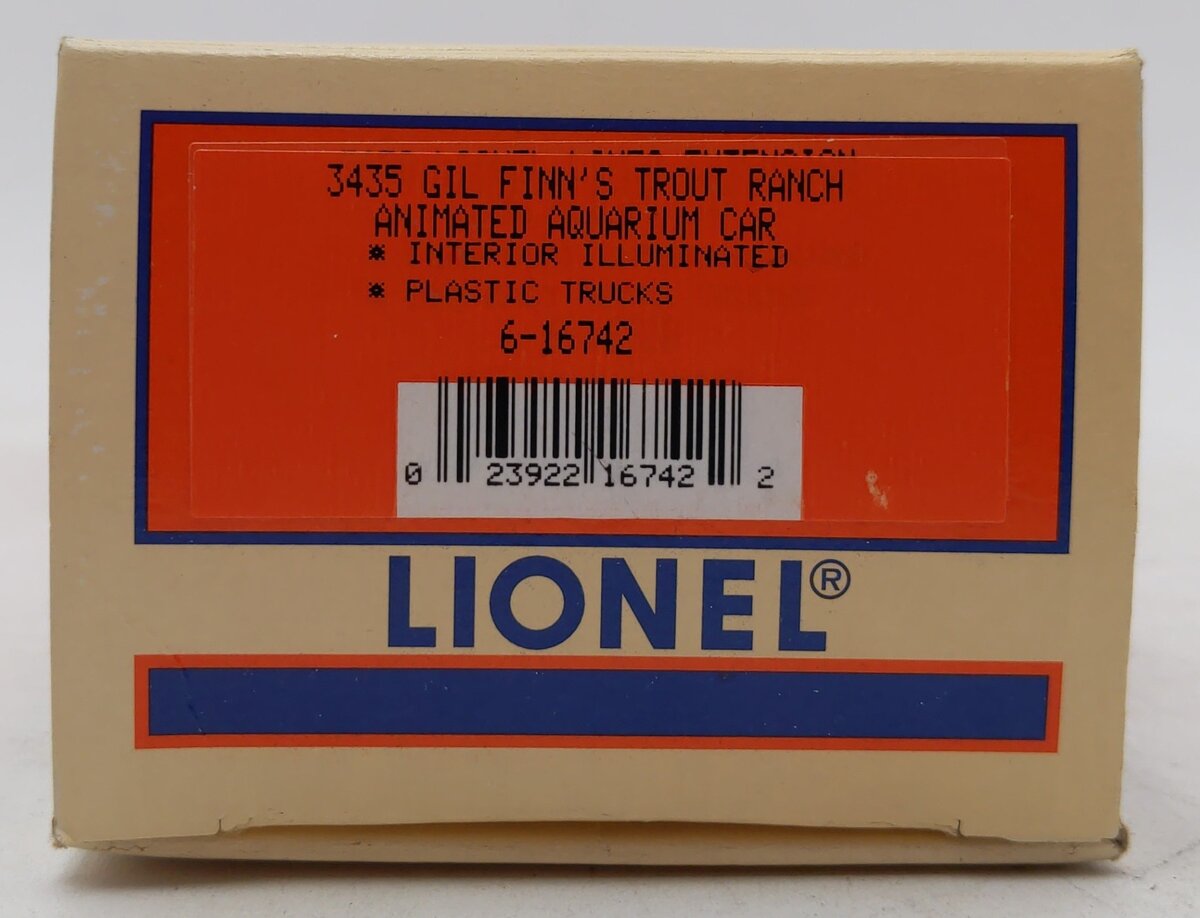 3435 GIL FINN'S TROUT RANCH
ANIMATED AQUARIUM CAR
* INTERIOR ILLUMINATED
* PLASTIC TRUCKS
6-16742
0 23922 16742 2
LIONEL®